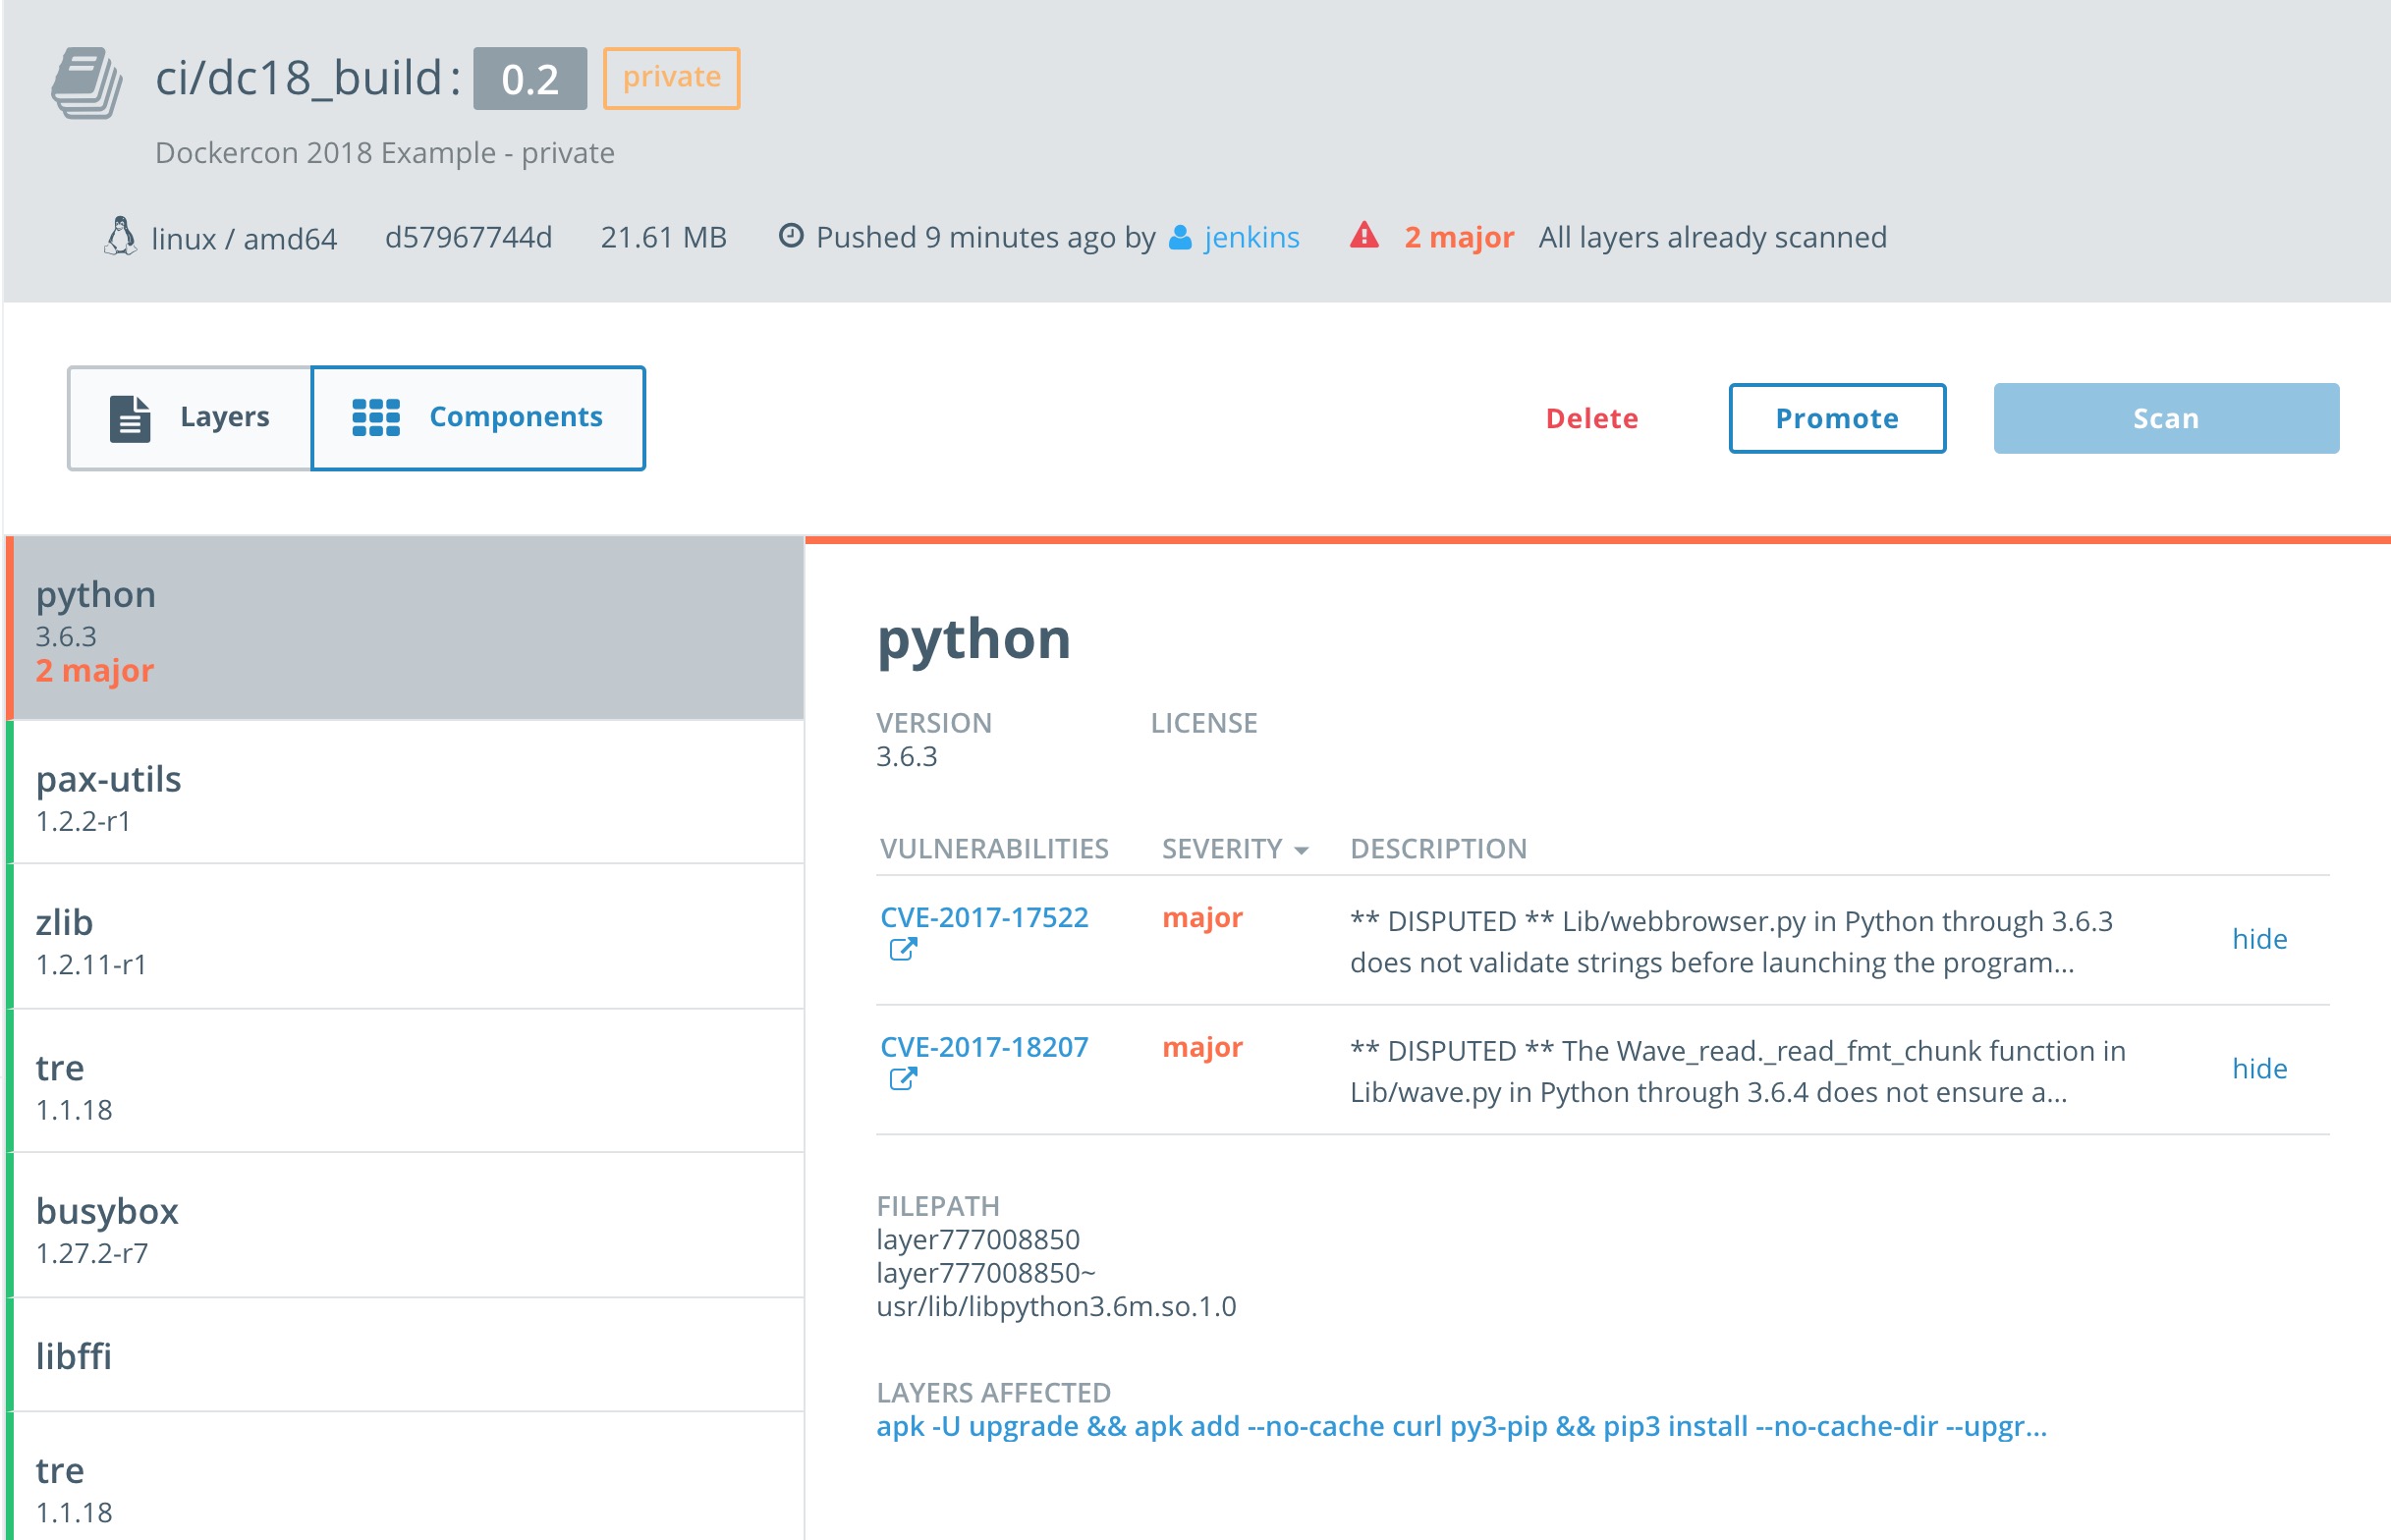 ci/dc18_build: 0.2 private
Dockercon 2018 Example - private
linux / amd64 d57967744d 21.61 MB Pushed 9 minutes ago by jenkins 2 major All layers already scanned
Layers Components Delete Promote Scan
python
3.6.3
2 major
pax-utils
1.2.2-r1
zlib
1.2.11-r1
tre
1.1.18
busybox
1.27.2-r7
libffi
tre
1.1.18
python
VERSION LICENSE
3.6.3
VULNERABILITIES SEVERITY DESCRIPTION
CVE-2017-17522 major ** DISPUTED ** Lib/webbrowser.py in Python through 3.6.3
does not validate strings before launching the program...
hide
CVE-2017-18207 major ** DISPUTED ** The Wave_read._read_fmt_chunk function in
Lib/wave.py in Python through 3.6.4 does not ensure a...
hide
FILEPATH
layer777008850
layer777008850~
usr/lib/libpython3.6m.so.1.0
LAYERS AFFECTED
apk -U upgrade && apk add --no-cache curl py3-pip && pip3 install --no-cache-dir --upgr...